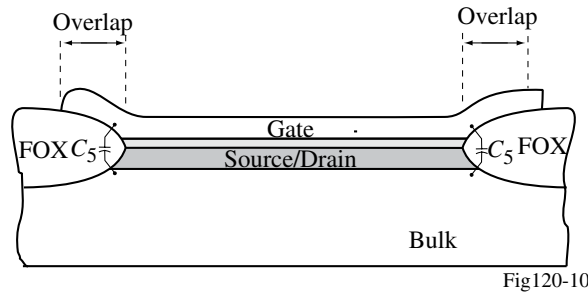 Overlap Overlap
Gate
FOX C5 C5 FOX
Source/Drain
Bulk
Fig120-10